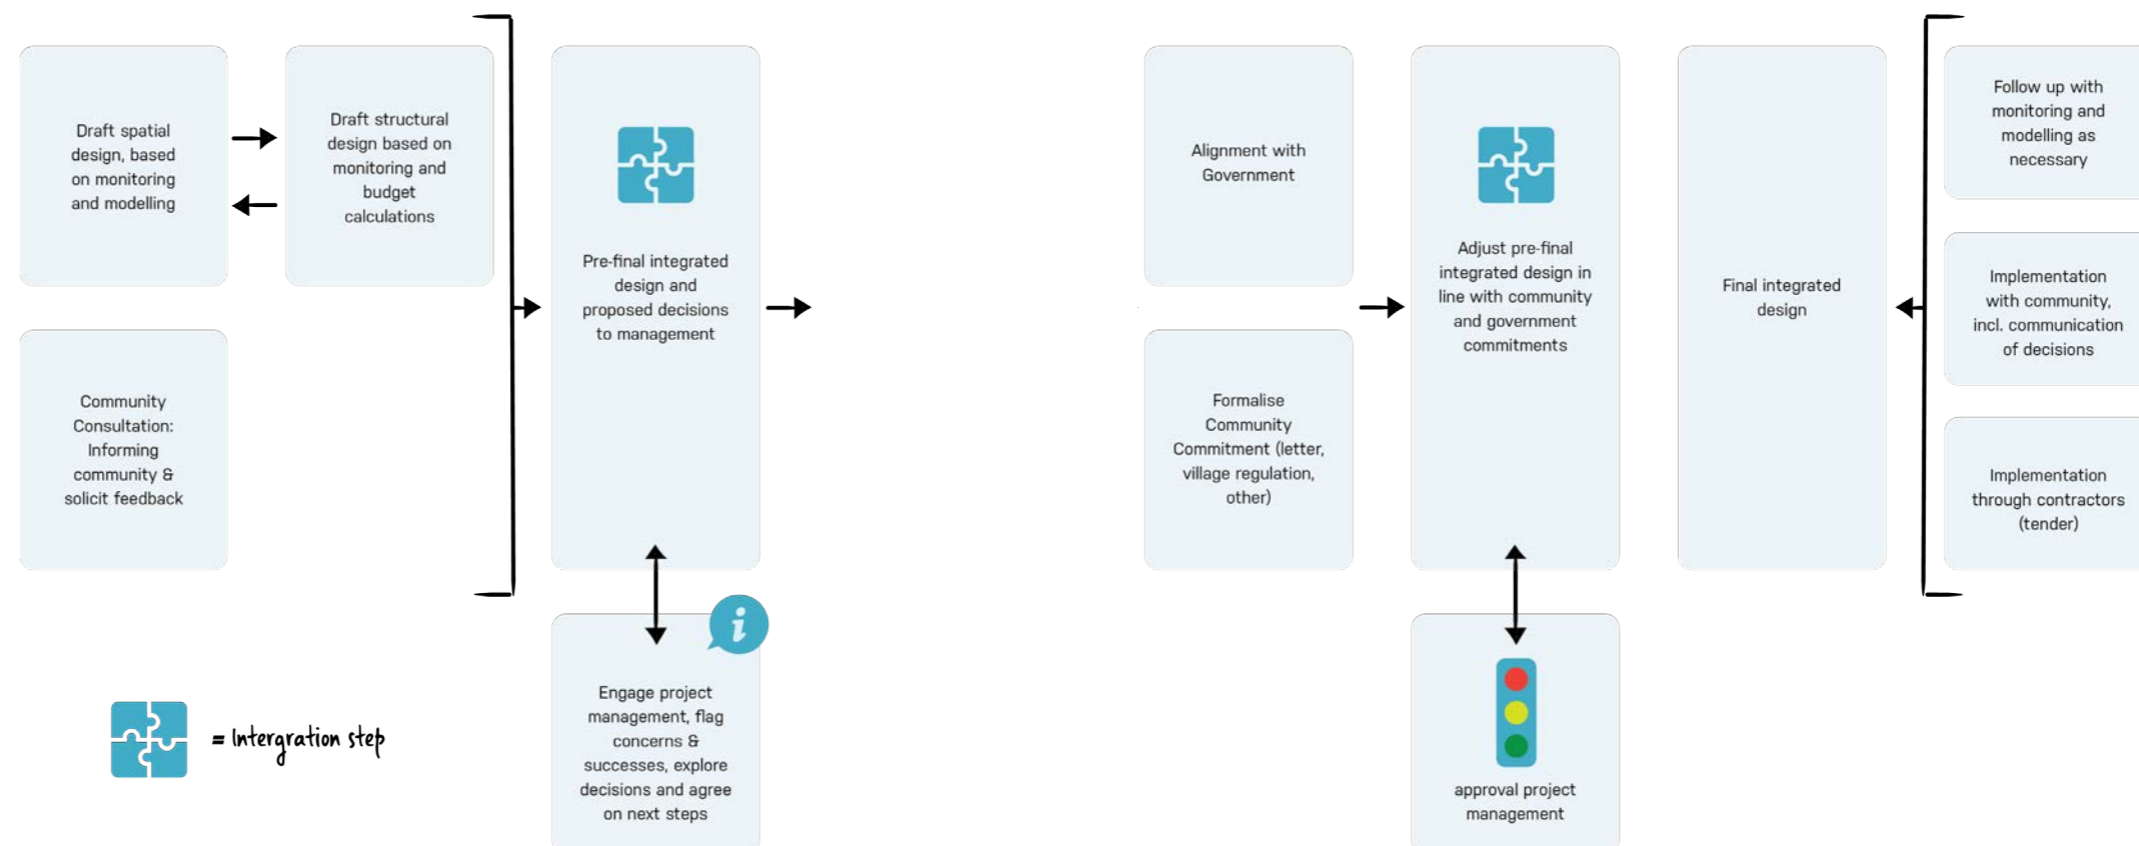 Draft spatial
design, based
on monitoring
and modelling
Draft structural
design based on
monitoring and
budget
calculations
Community
Consultation:
Informing
community &
solicit feedback
Pre-final integrated
design and
proposed decisions
to management
Engage project
management, flag
concerns &
successes, explore
decisions and agree
on next steps
= Intergration step
Alignment with
Government
Formalise
Community
Commitment (letter,
village regulation,
other)
Adjust pre-final
integrated design in
line with community
and government
commitments
approval project
management
Final integrated
design
Follow up with
monitoring and
modelling as
necessary
Implementation
with community,
incl. communication
of decisions
Implementation
through contractors
(tender)